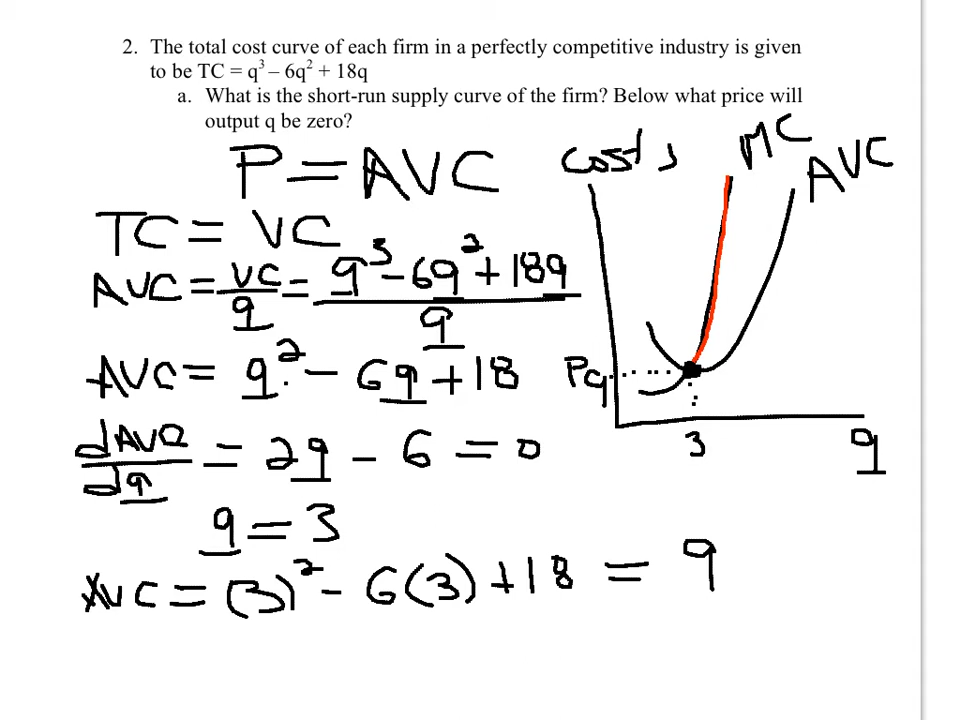 2. The total cost curve of each firm in a perfectly competitive industry is given
to be TC = q³ – 6q² + 18q
a. What is the short-run supply curve of the firm? Below what price will
output q be zero?
P = AVC
TC = VC
AVC = VC/q = q³ - 6q² + 18q / q
AVC = q² - 6q + 18
dAVC/dq = 2q - 6 = 0
q = 3
AVC = (3)² - 6(3) + 18 = 9
Costs
MC
AVC
P9
3
q